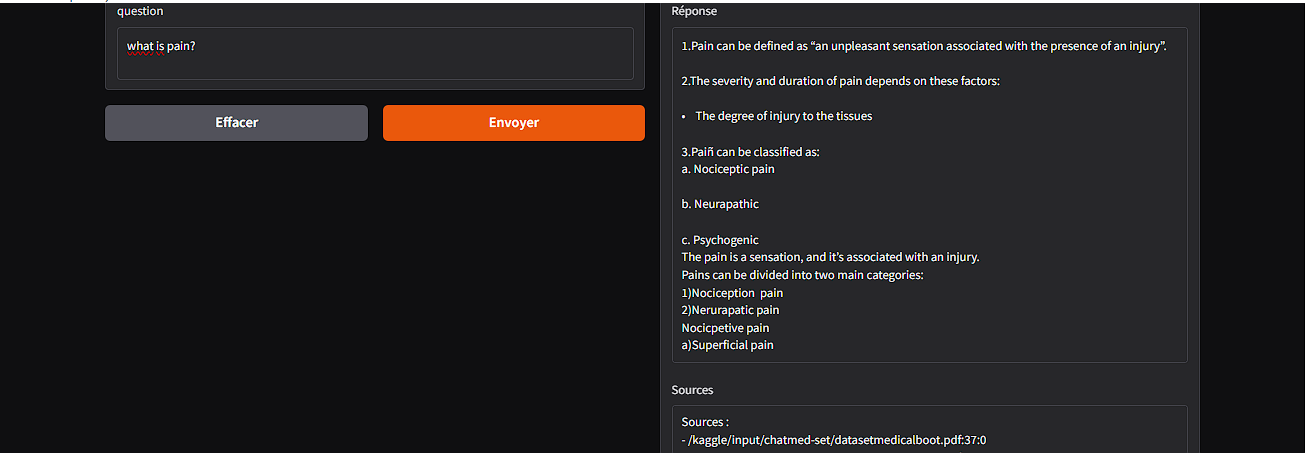 question
what is pain?
Effacer
Envoyer
Réponse
1.Pain can be defined as “an unpleasant sensation associated with the presence of an injury”.
2.The severity and duration of pain depends on these factors:
• The degree of injury to the tissues
3.Paiñ can be classified as:
a. Nociceptic pain
b. Neurapathic
c. Psychogenic
The pain is a sensation, and it’s associated with an injury.
Pains can be divided into two main categories:
1)Nociception pain
2)Nerurapatic pain
Nocicpetive pain
a)Superficial pain
Sources
Sources :
- /kaggle/input/chatmed-set/datasetmedicalboot.pdf:37:0